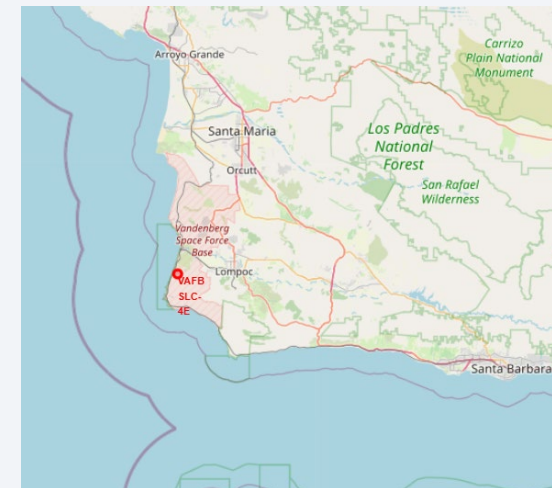 Arroyo Grande
Carrizo
Plain National
Monument
Santa Maria
Los Padres
National
Forest
Orcutt
San Rafael
Wilderness
Vandenberg
Space Force
Base
Lompoc
VAFB
SLC-
4E
Santa Barbara